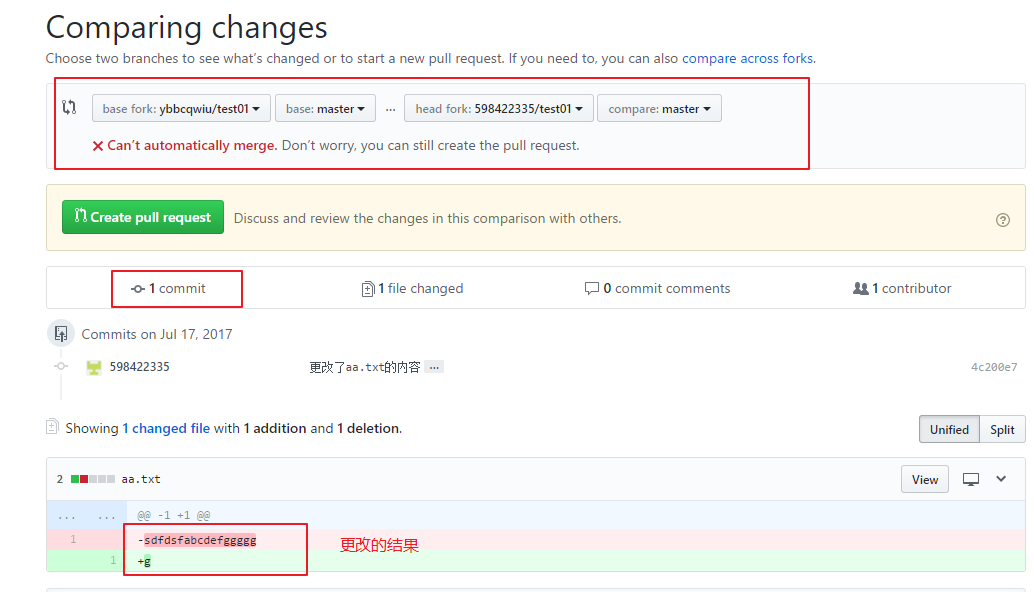 Comparing changes
Choose two branches to see what's changed or to start a new pull request. If you need to, you can also compare across forks.
base fork: ybbcqwiu/test01 base: master ... head fork: 598422335/test01 compare: master
Can't automatically merge. Don't worry, you can still create the pull request.
Create pull request Discuss and review the changes in this comparison with others.
1 commit 1 file changed 0 commit comments 1 contributor
Commits on Jul 17, 2017
598422335 更改了aa.txt的内容 ... 4c200e7
Showing 1 changed file with 1 addition and 1 deletion. Unified Split
2 aa.txt View
... ... @@ -1 +1 @@
1 -sdfdsfabcdefggggg 更改的结果
1 +g